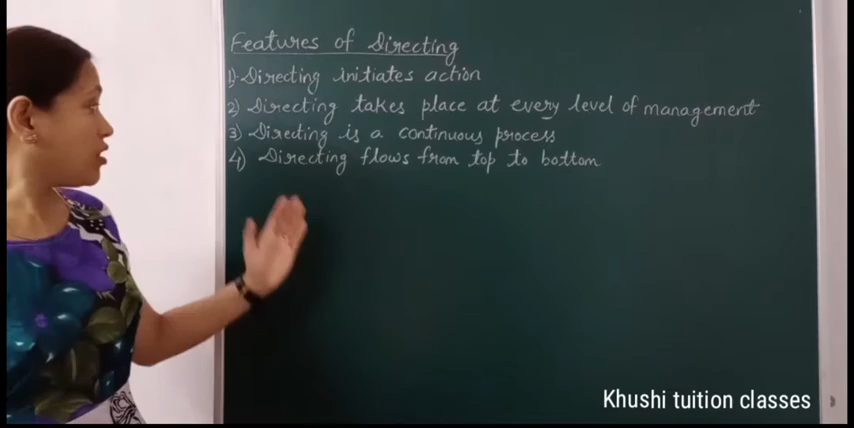 Features of Directing
1) Directing initiates action
2) Directing takes place at every level of management
3) Directing is a continuous process
4) Directing flows from top to bottom
Khushi tuition classes